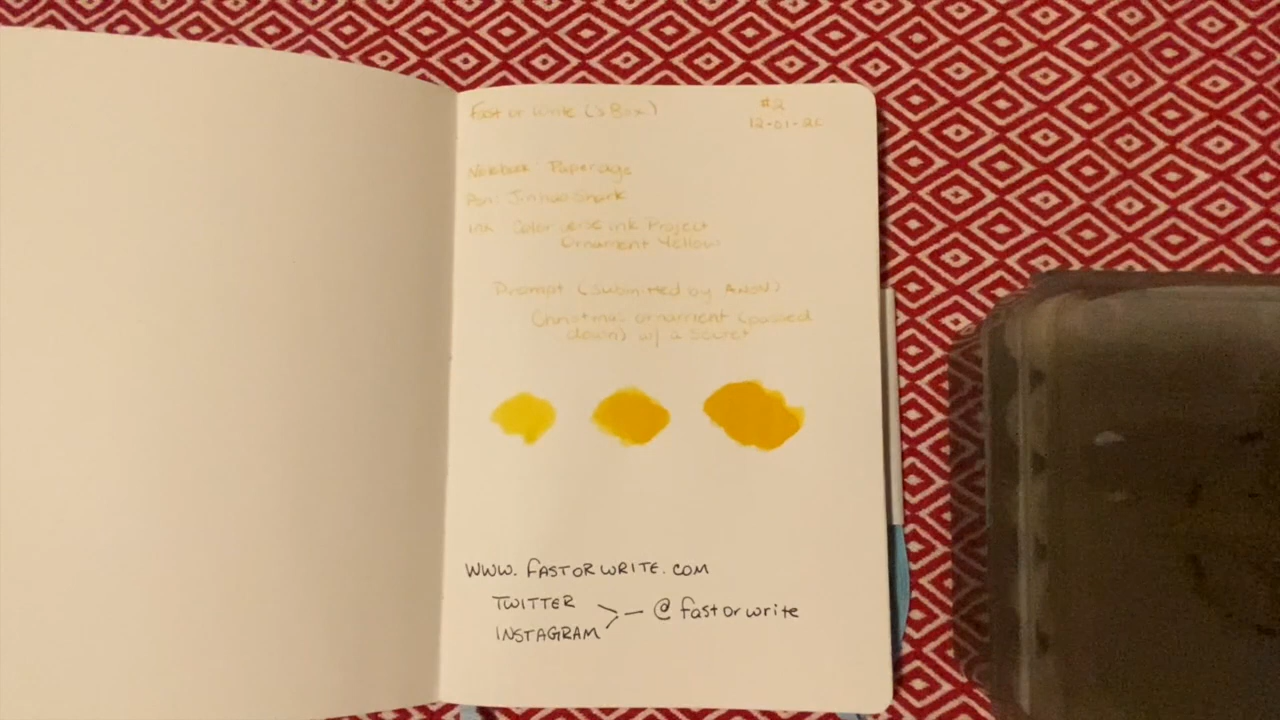 Fast or Write ('s Box)
#2
12-01-20
Notebook: Paperage
Pen: Jinhao Shark
Ink: Colorverse ink Project
Ornament Yellow
Prompt (submitted by ANON)
Christmas ornament (passed
down) w/ a secret
WWW.FASTORWRITE.COM
TWITTER
INSTAGRAM
@fastorwrite